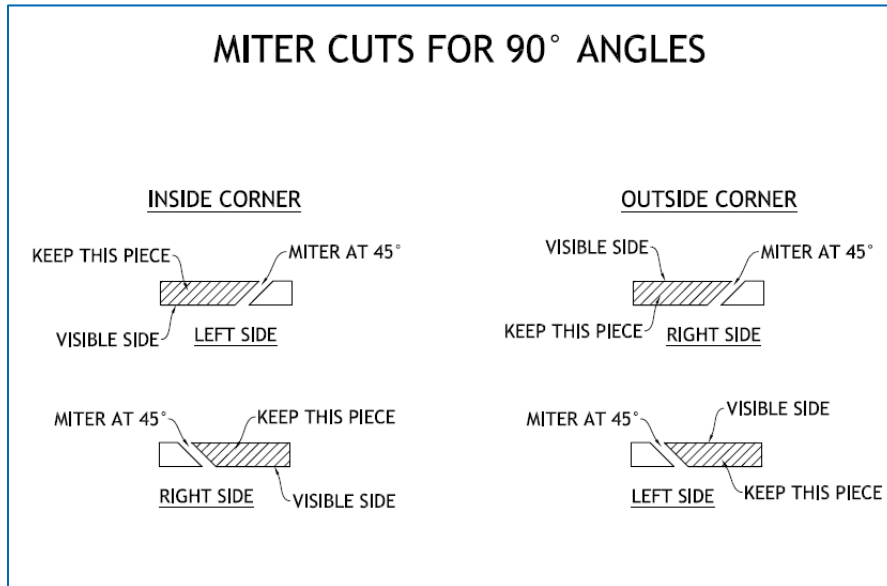 MITER CUTS FOR 90° ANGLES
INSIDE CORNER
KEEP THIS PIECE
MITER AT 45°
VISIBLE SIDE
LEFT SIDE
MITER AT 45°
KEEP THIS PIECE
RIGHT SIDE
VISIBLE SIDE
OUTSIDE CORNER
VISIBLE SIDE
MITER AT 45°
KEEP THIS PIECE
RIGHT SIDE
MITER AT 45°
VISIBLE SIDE
LEFT SIDE
KEEP THIS PIECE